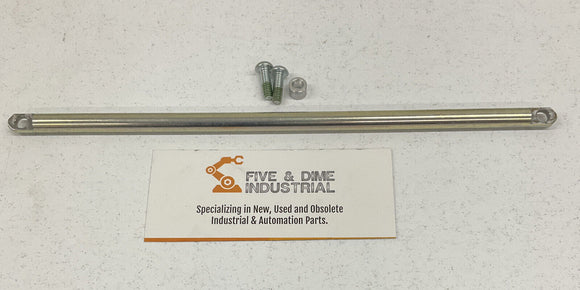 FIVE & DIME
INDUSTRIAL
Specializing in New, Used and Obsolete
Industrial & Automation Parts.